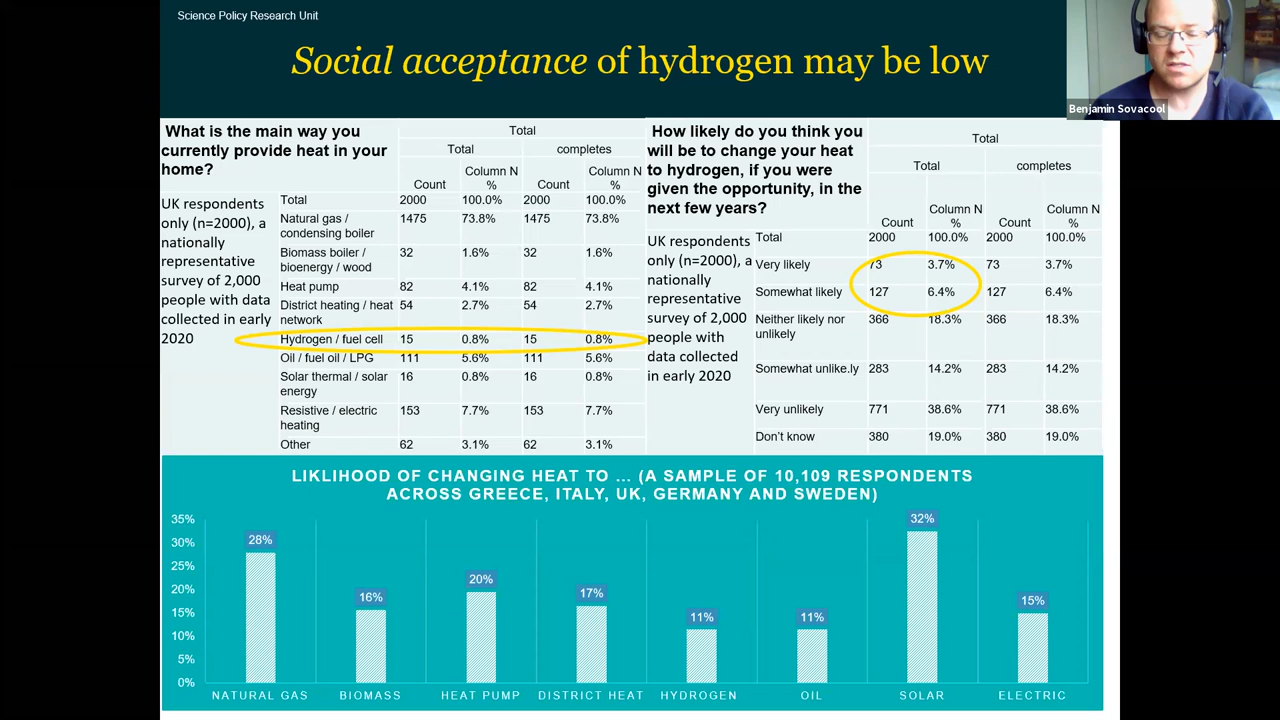 Science Policy Research Unit
Social acceptance of hydrogen may be low
Benjamin Sovacool
What is the main way you
currently provide heat in your
home?
UK respondents
only (n=2000), a
nationally
representative
survey of 2,000
people with data
collected in early
2020
Total
Total completes
Count Column N % Count Column N %
Total 2000 100.0% 2000 100.0%
Natural gas / condensing boiler 1475 73.8% 1475 73.8%
Biomass boiler / bioenergy / wood 32 1.6% 32 1.6%
Heat pump 82 4.1% 82 4.1%
District heating / heat network 54 2.7% 54 2.7%
Hydrogen / fuel cell 15 0.8% 15 0.8%
Oil / fuel oil / LPG 111 5.6% 111 5.6%
Solar thermal / solar energy 16 0.8% 16 0.8%
Resistive / electric heating 153 7.7% 153 7.7%
Other 62 3.1% 62 3.1%
How likely do you think you
will be to change your heat
to hydrogen, if you were
given the opportunity, in the
next few years?
UK respondents
only (n=2000), a
nationally
representative
survey of 2,000
people with
data collected
in early 2020
Total
Total completes
Count Column N % Count Column N %
Total 2000 100.0% 2000 100.0%
Very likely 73 3.7% 73 3.7%
Somewhat likely 127 6.4% 127 6.4%
Neither likely nor unlikely 366 18.3% 366 18.3%
Somewhat unlike.ly 283 14.2% 283 14.2%
Very unlikely 771 38.6% 771 38.6%
Don't know 380 19.0% 380 19.0%
LIKLIHOOD OF CHANGING HEAT TO ... (A SAMPLE OF 10,109 RESPONDENTS
ACROSS GREECE, ITALY, UK, GERMANY AND SWEDEN)
35%
30%
25%
20%
15%
10%
5%
0%
28%
16%
20%
17%
11%
11%
32%
15%
NATURAL GAS BIOMASS HEAT PUMP DISTRICT HEAT HYDROGEN OIL SOLAR ELECTRIC